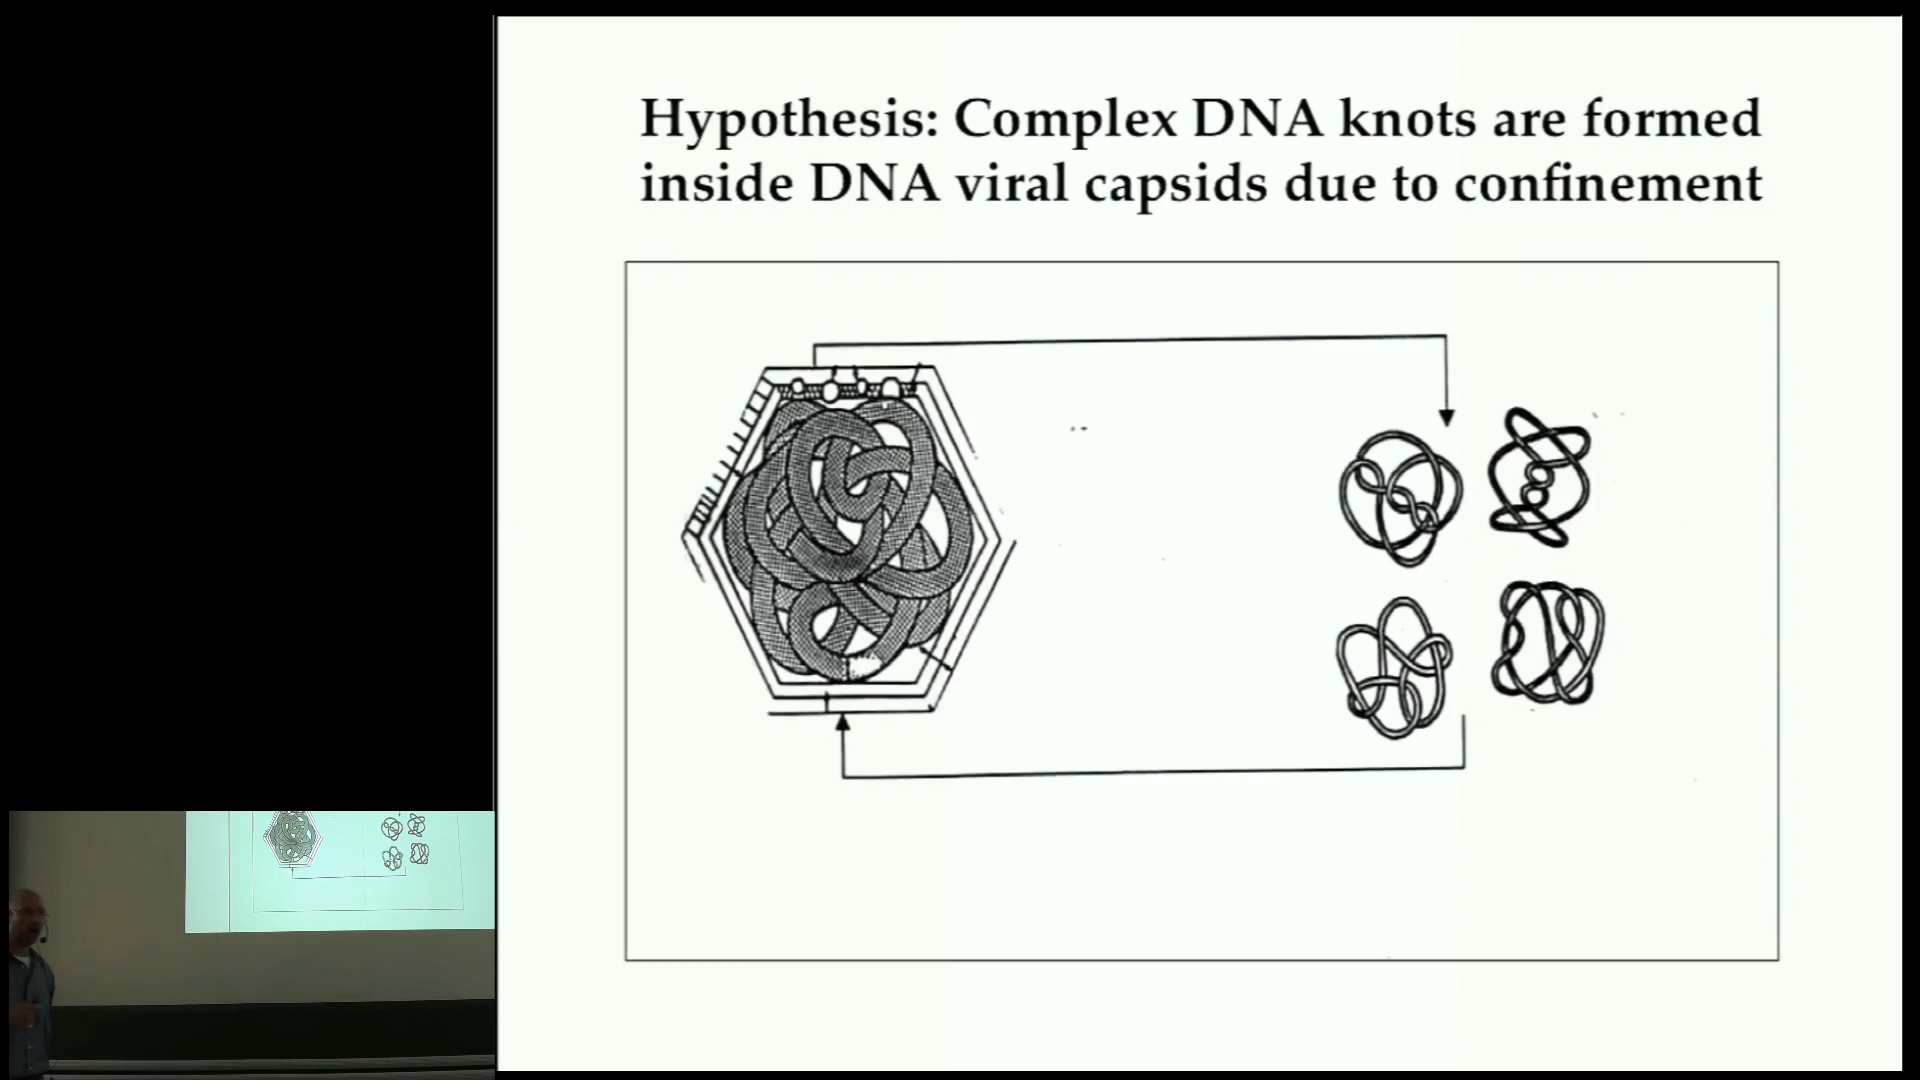 Hypothesis: Complex DNA knots are formed
inside DNA viral capsids due to confinement